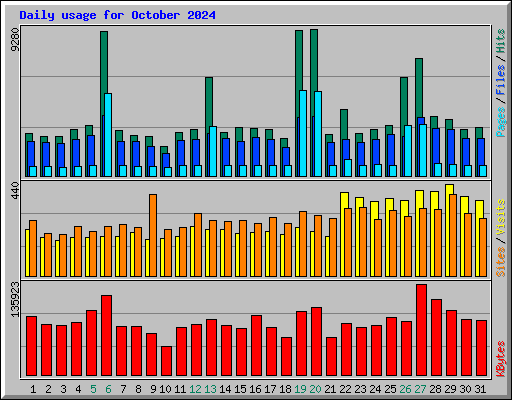 Daily usage for October 2024
9280
Pages / Files / Hits
440
Sites / Visits
135923
KBytes
1 2 3 4 5 6 7 8 9 10 11 12 13 14 15 16 17 18 19 20 21 22 23 24 25 26 27 28 29 30 31